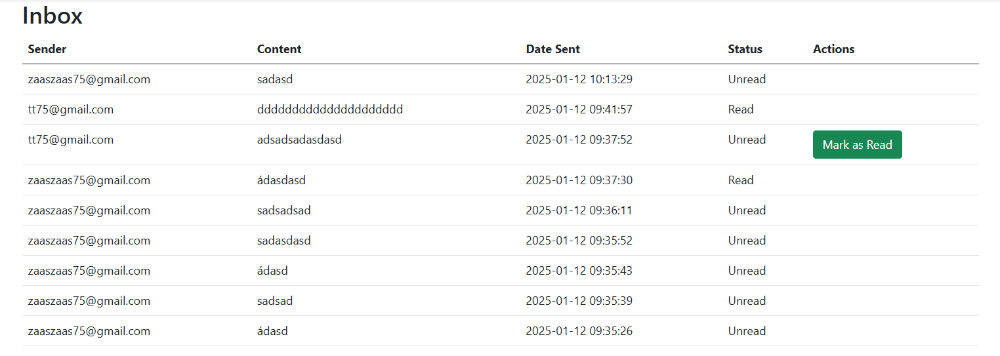 Inbox
Sender Content Date Sent Status Actions
zaaszaas75@gmail.com sadasd 2025-01-12 10:13:29 Unread
tt75@gmail.com ddddddddddddddddddddd 2025-01-12 09:41:57 Read
tt75@gmail.com adsadsadasdasd 2025-01-12 09:37:52 Unread Mark as Read
zaaszaas75@gmail.com ádasdasd 2025-01-12 09:37:30 Read
zaaszaas75@gmail.com sadsadsad 2025-01-12 09:36:11 Unread
zaaszaas75@gmail.com sadasdasd 2025-01-12 09:35:52 Unread
zaaszaas75@gmail.com ádasd 2025-01-12 09:35:43 Unread
zaaszaas75@gmail.com sadsad 2025-01-12 09:35:39 Unread
zaaszaas75@gmail.com ádasd 2025-01-12 09:35:26 Unread